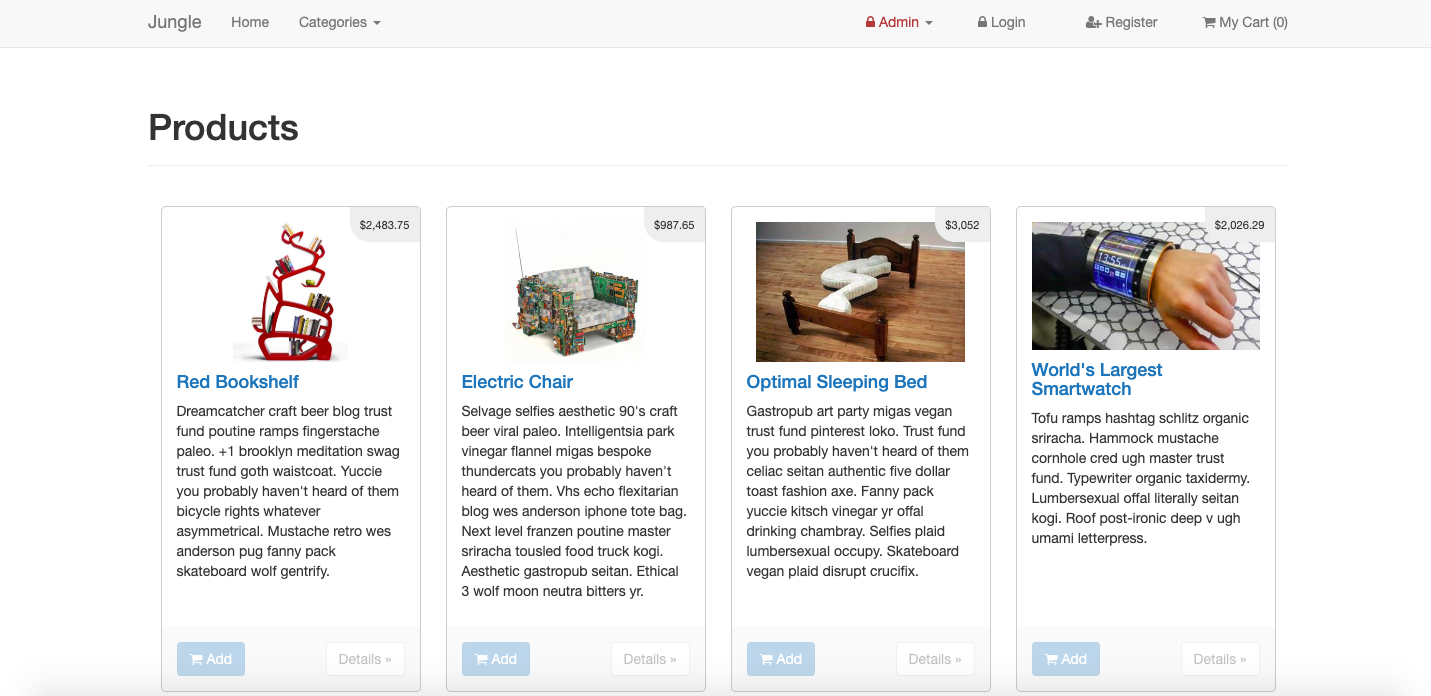 Jungle Home Categories Admin Login Register My Cart (0)
Products
$2,483.75
Red Bookshelf
Dreamcatcher craft beer blog trust
fund poutine ramps fingerstache
paleo. +1 brooklyn meditation swag
trust fund goth waistcoat. Yuccie
you probably haven't heard of them
bicycle rights whatever
asymmetrical. Mustache retro wes
anderson pug fanny pack
skateboard wolf gentrify.
Add Details »
$987.65
Electric Chair
Selvage selfies aesthetic 90's craft
beer viral paleo. Intelligentsia park
vinegar flannel migas bespoke
thundercats you probably haven't
heard of them. Vhs echo flexitarian
blog wes anderson iphone tote bag.
Next level franzen poutine master
sriracha tousled food truck kogi.
Aesthetic gastropub seitan. Ethical
3 wolf moon neutra bitters yr.
Add Details »
$3,052
Optimal Sleeping Bed
Gastropub art party migas vegan
trust fund pinterest loko. Trust fund
you probably haven't heard of them
celiac seitan authentic five dollar
toast fashion axe. Fanny pack
yuccie kitsch vinegar yr offal
drinking chambray. Selfies plaid
lumbersexual occupy. Skateboard
vegan plaid disrupt crucifix.
Add Details »
$2,026.29
13:55
World's Largest
Smartwatch
Tofu ramps hashtag schlitz organic
sriracha. Hammock mustache
cornhole cred ugh master trust
fund. Typewriter organic taxidermy.
Lumbersexual offal literally seitan
kogi. Roof post-ironic deep v ugh
umami letterpress.
Add Details »